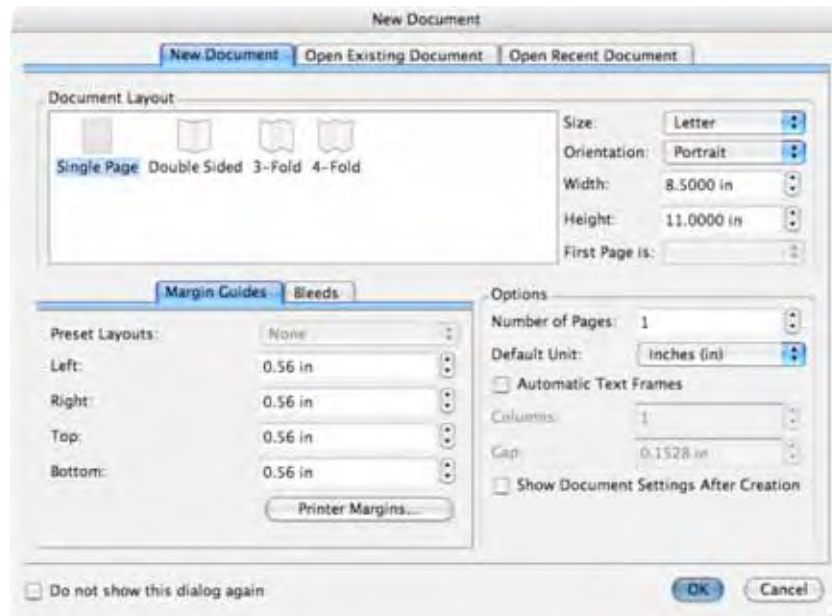 New Document
New Document Open Existing Document Open Recent Document
Document Layout
Single Page Double Sided 3-Fold 4-Fold
Size: Letter
Orientation: Portrait
Width: 8.5000 in
Height: 11.0000 in
First Page is:
Margin Guides Bleeds
Preset Layouts: None
Left: 0.56 in
Right: 0.56 in
Top: 0.56 in
Bottom: 0.56 in
Printer Margins...
Options
Number of Pages: 1
Default Unit: Inches (in)
Automatic Text Frames
Columns: 1
Gap: 0.1528 in
Show Document Settings After Creation
Do not show this dialog again
OK Cancel